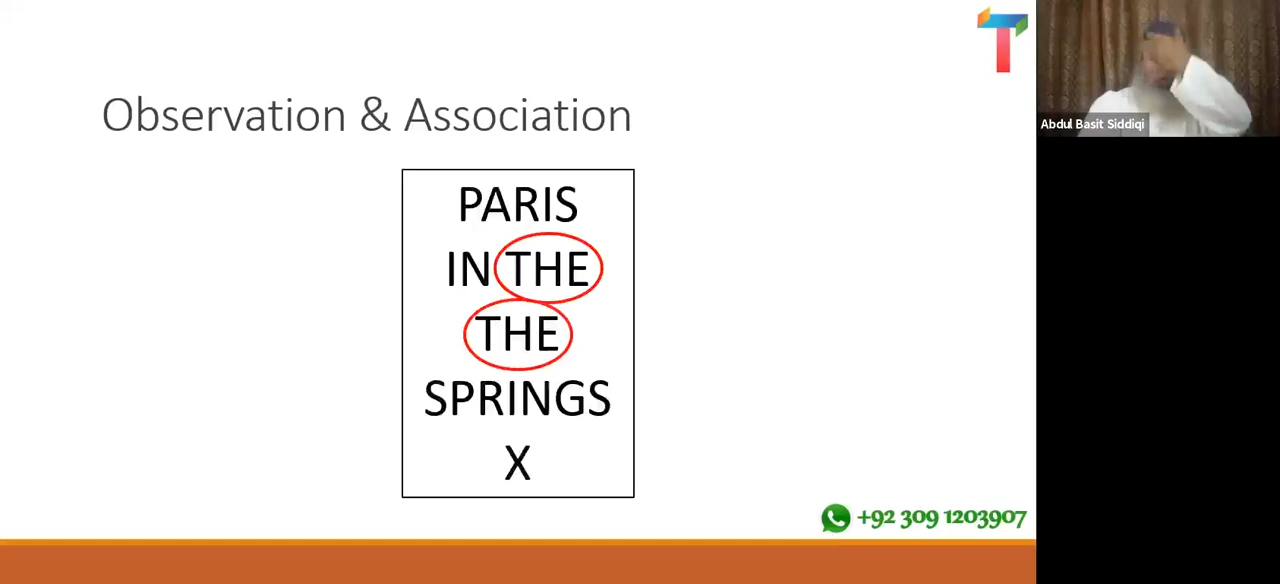 Observation & Association
PARIS
IN THE
THE
SPRINGS
X
+92 309 1203907
T
Abdul Basit Siddiqi